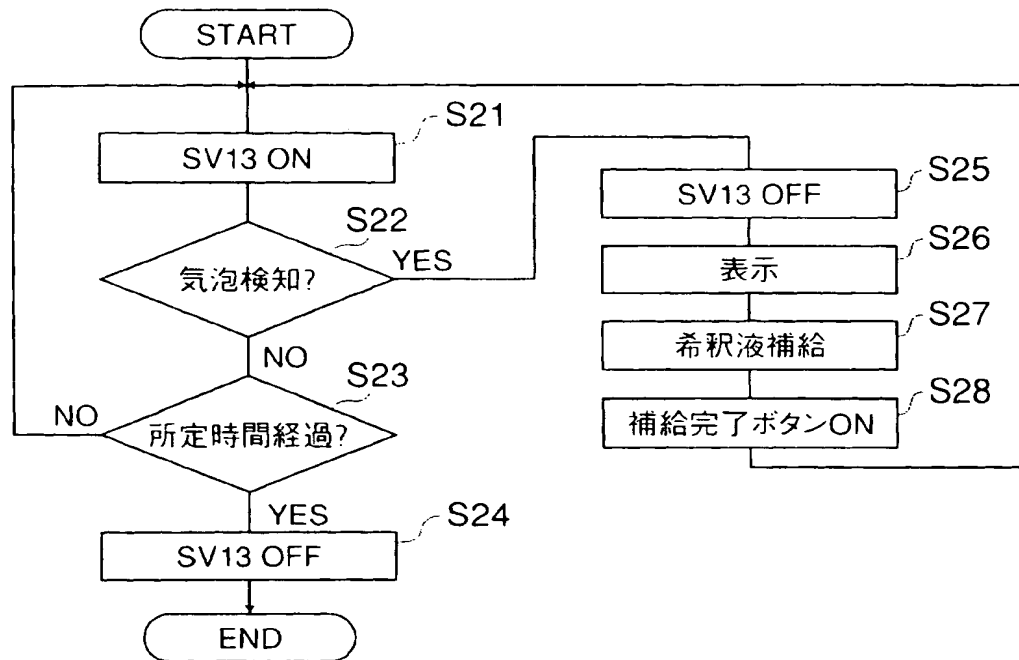 START
S21
SV13 ON
S22
気泡検知?
YES
NO
S23
NO
所定時間経過?
YES
S24
SV13 OFF
END
S25
SV13 OFF
S26
表示
S27
希釈液補給
S28
補給完了ボタンON